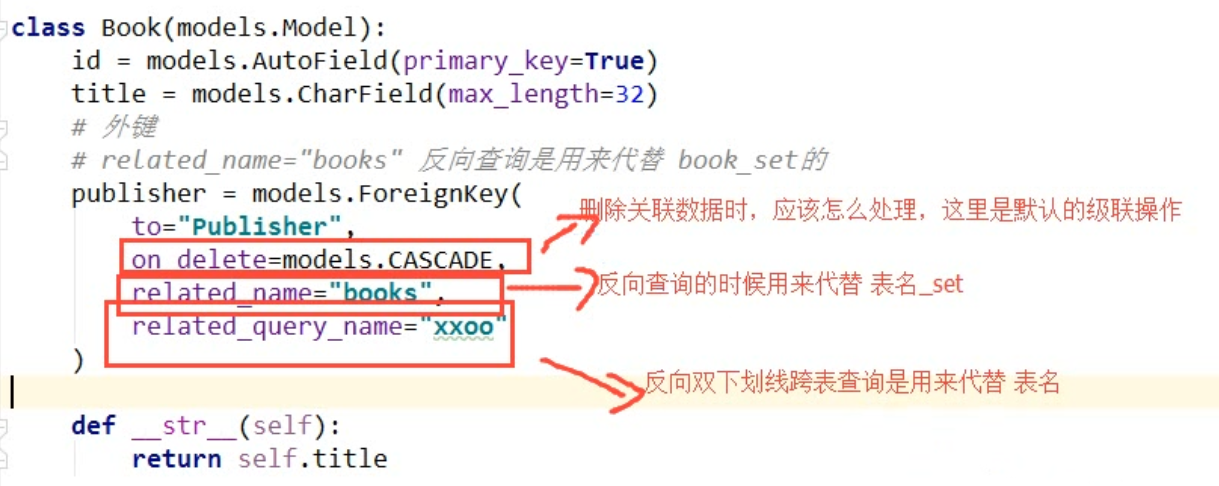 class Book(models.Model):
id = models.AutoField(primary_key=True)
title = models.CharField(max_length=32)
# 外键
# related_name="books" 反向查询是用来代替 book_set的
publisher = models.ForeignKey(
to="Publisher",
删除关联数据时，应该怎么处理，这里是默认的级联操作
on_delete=models.CASCADE,
related_name="books",
反向查询的时候用来代替 表名_set
related_query_name="xxoo"
)
反向双下划线跨表查询是用来代替 表名
def __str__(self):
return self.title